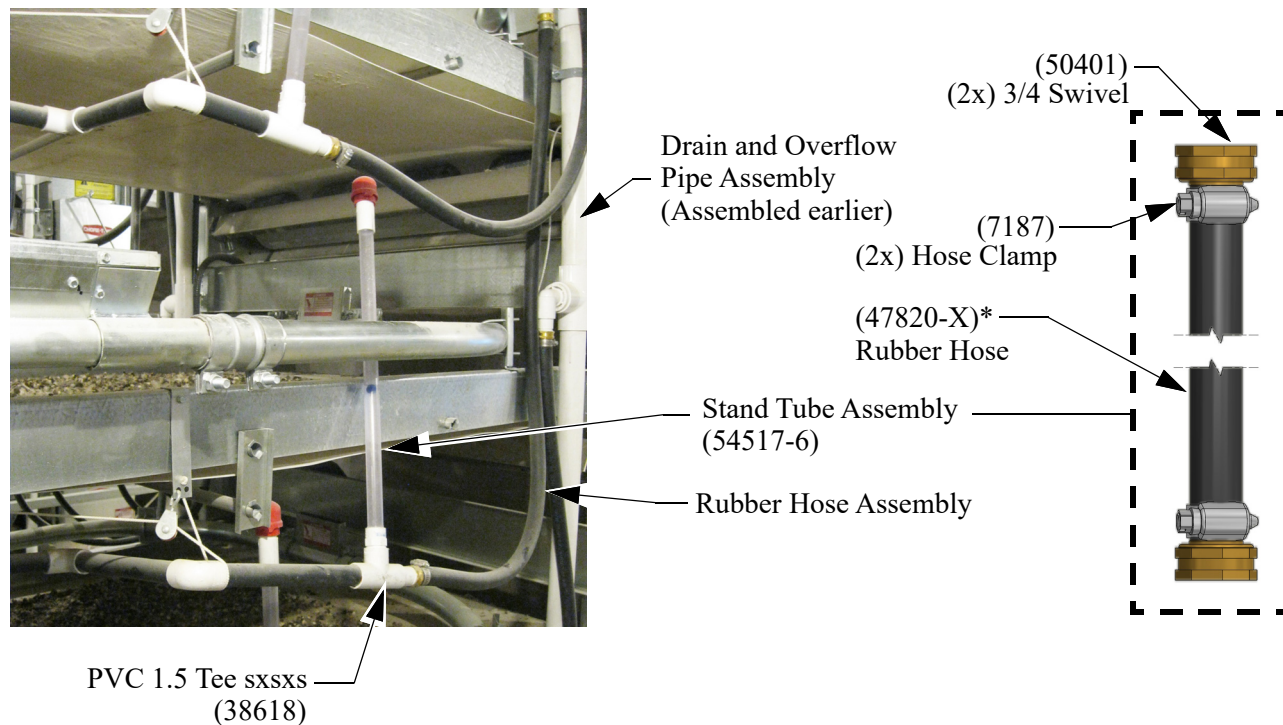 (50401)
(2x) 3/4 Swivel
Drain and Overflow
Pipe Assembly
(Assembled earlier)
(7187)
(2x) Hose Clamp
(47820-X)*
Rubber Hose
Stand Tube Assembly
(54517-6)
Rubber Hose Assembly
PVC 1.5 Tee sxsxs
(38618)